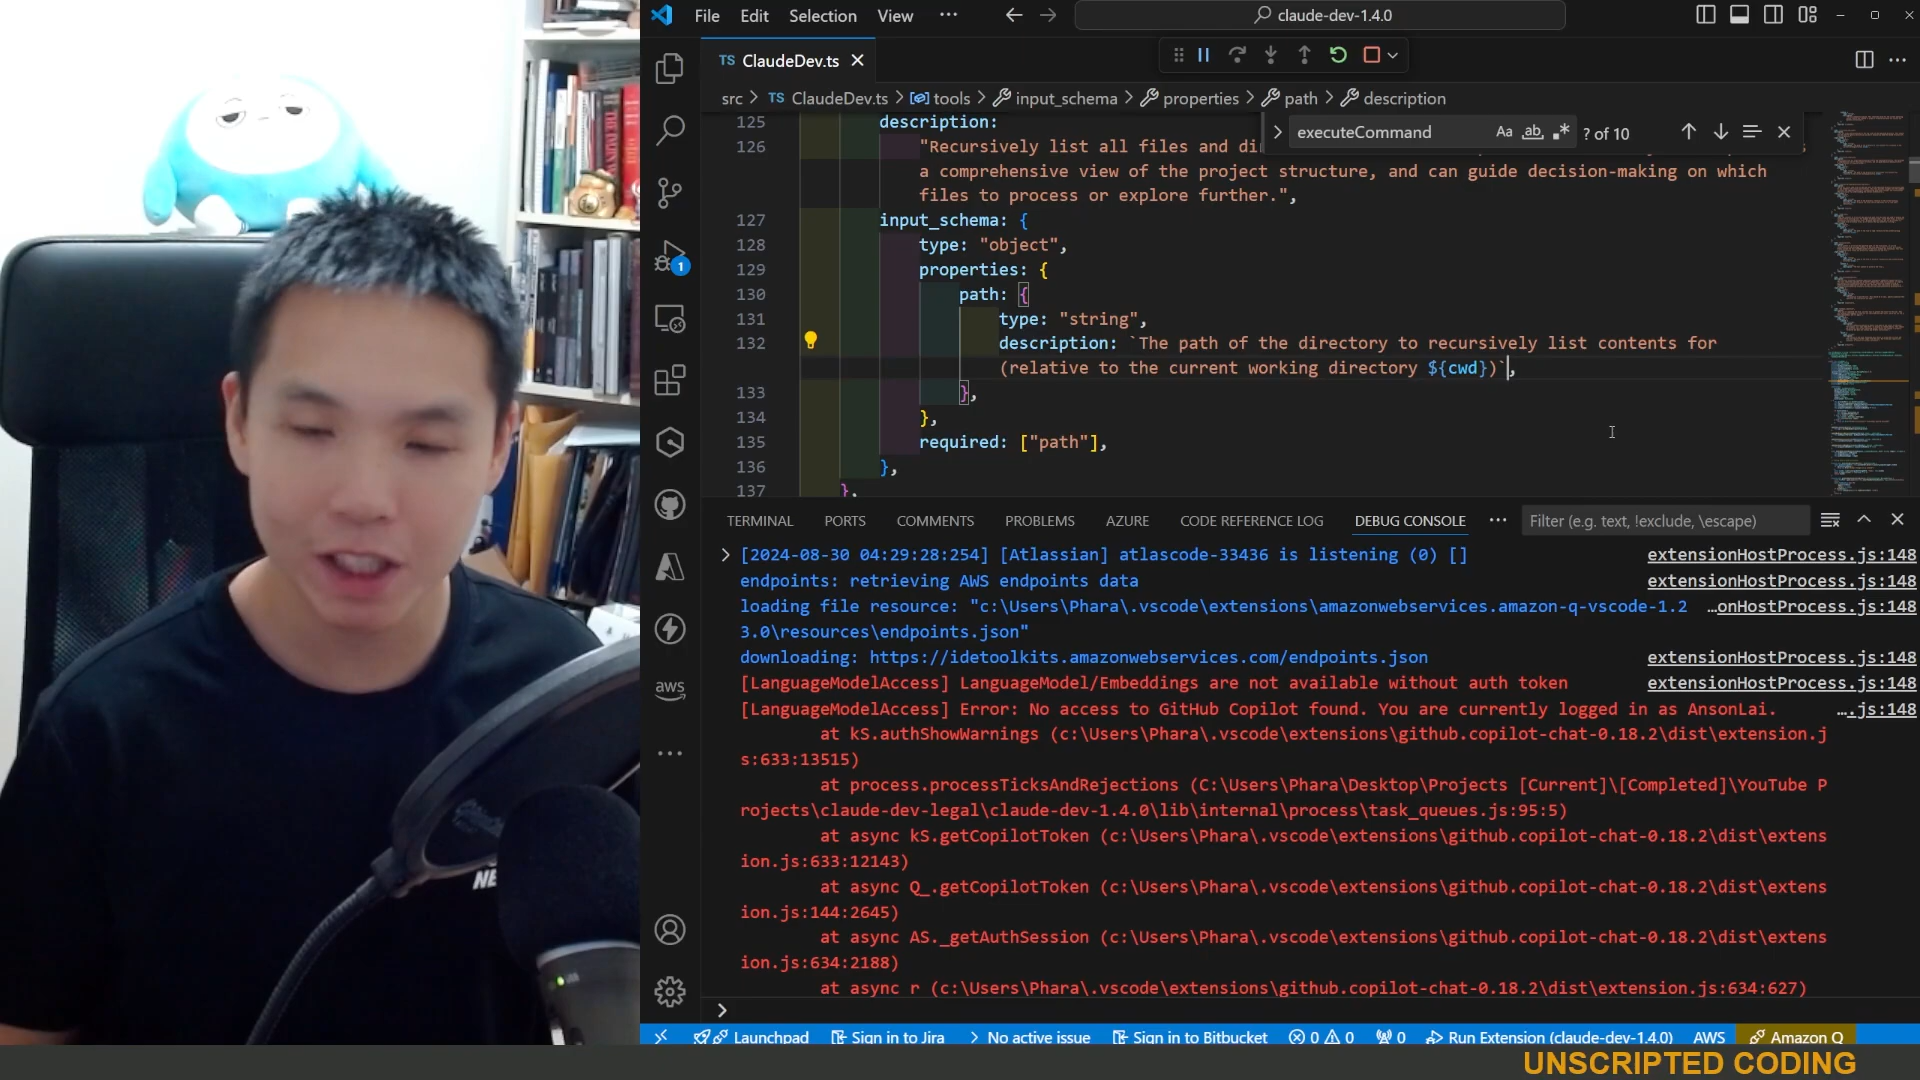 File Edit Selection View ··· claude-dev-1.4.0
TS ClaudeDev.ts
src > TS ClaudeDev.ts > tools > input_schema > properties > path > description
executeCommand Aa ab .* ? of 10
125 description:
126 "Recursively list all files and di
a comprehensive view of the project structure, and can guide decision-making on which
files to process or explore further.",
127 input_schema: {
128 type: "object",
129 properties: {
130 path: {
131 type: "string",
132 description: `The path of the directory to recursively list contents for
(relative to the current working directory ${cwd})`,
133 },
134 },
135 required: ["path"],
136 },
137 },
1
TERMINAL PORTS COMMENTS PROBLEMS AZURE CODE REFERENCE LOG DEBUG CONSOLE ··· Filter (e.g. text, !exclude, \escape)
[2024-08-30 04:29:28:254] [Atlassian] atlascode-33436 is listening (0) [] extensionHostProcess.js:148
endpoints: retrieving AWS endpoints data extensionHostProcess.js:148
loading file resource: "c:\Users\Phara\.vscode\extensions\amazonwebservices.amazon-q-vscode-1.2 …onHostProcess.js:148
3.0\resources\endpoints.json"
downloading: https://idetoolkits.amazonwebservices.com/endpoints.json extensionHostProcess.js:148
[LanguageModelAccess] LanguageModel/Embeddings are not available without auth token extensionHostProcess.js:148
[LanguageModelAccess] Error: No access to GitHub Copilot found. You are currently logged in as AnsonLai. ….js:148
at kS.authShowWarnings (c:\Users\Phara\.vscode\extensions\github.copilot-chat-0.18.2\dist\extension.j
s:633:13515)
at process.processTicksAndRejections (C:\Users\Phara\Desktop\Projects [Current]\[Completed]\YouTube P
rojects\claude-dev-legal\claude-dev-1.4.0\lib\internal\process\task_queues.js:95:5)
at async kS.getCopilotToken (c:\Users\Phara\.vscode\extensions\github.copilot-chat-0.18.2\dist\extens
ion.js:633:12143)
at async Q_.getCopilotToken (c:\Users\Phara\.vscode\extensions\github.copilot-chat-0.18.2\dist\extens
ion.js:144:2645)
at async AS._getAuthSession (c:\Users\Phara\.vscode\extensions\github.copilot-chat-0.18.2\dist\extens
ion.js:634:2188)
at async r (c:\Users\Phara\.vscode\extensions\github.copilot-chat-0.18.2\dist\extension.js:634:627)
aws
NE
Launchpad Sign in to Jira No active issue Sign in to Bitbucket 0 0 0 Run Extension (claude-dev-1.4.0) AWS Amazon Q
UNSCRIPTED CODING